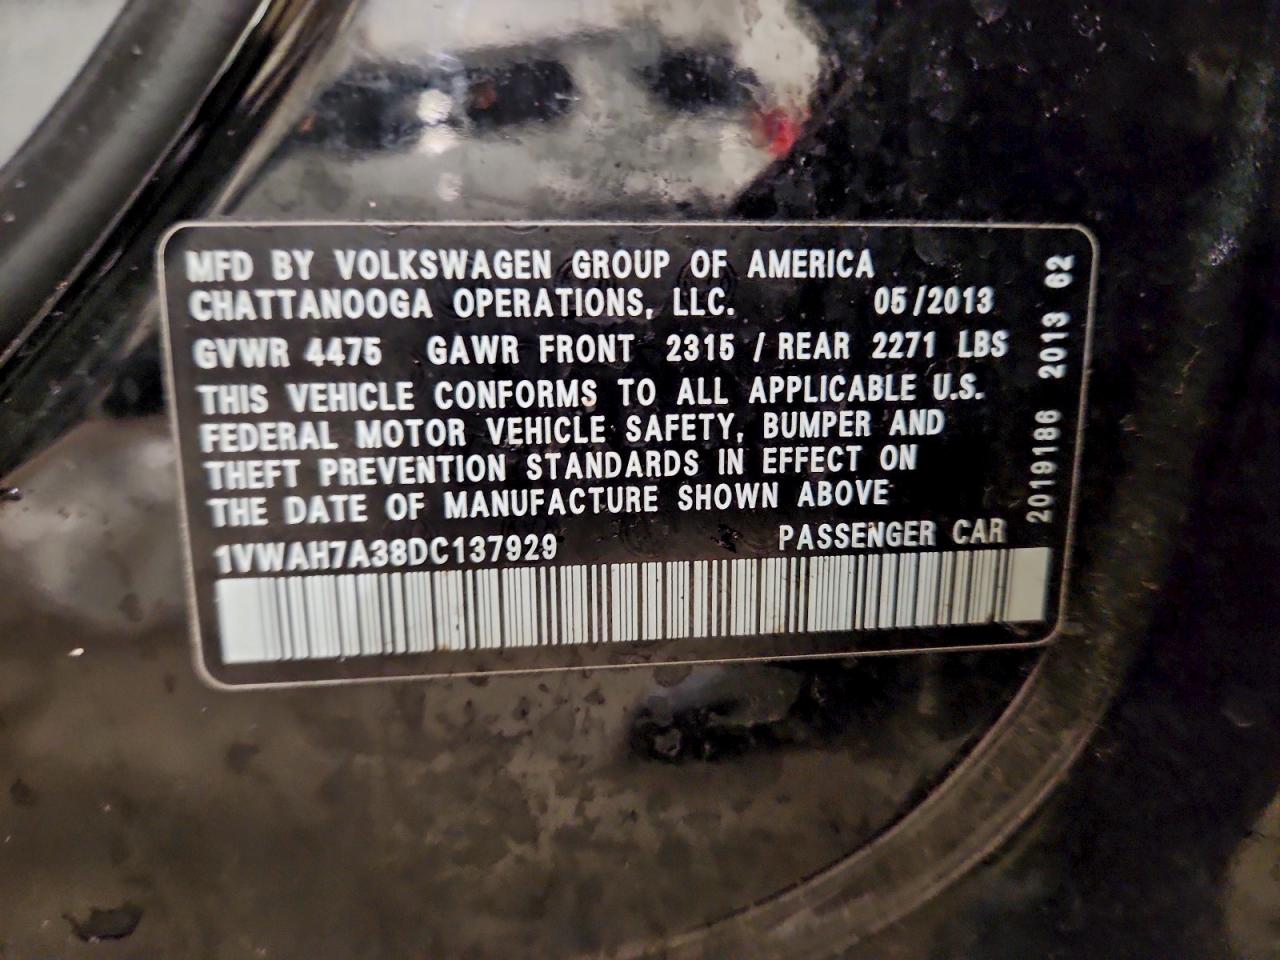 MFD BY VOLKSWAGEN GROUP OF AMERICA
CHATTANOOGA OPERATIONS, LLC. 05/2013
GVWR 4475 GAWR FRONT 2315 / REAR 2271 LBS
THIS VEHICLE CONFORMS TO ALL APPLICABLE U.S.
FEDERAL MOTOR VEHICLE SAFETY, BUMPER AND
THEFT PREVENTION STANDARDS IN EFFECT ON
THE DATE OF MANUFACTURE SHOWN ABOVE
1VWAH7A38DC137929 PASSENGER CAR
2019186 2013 62